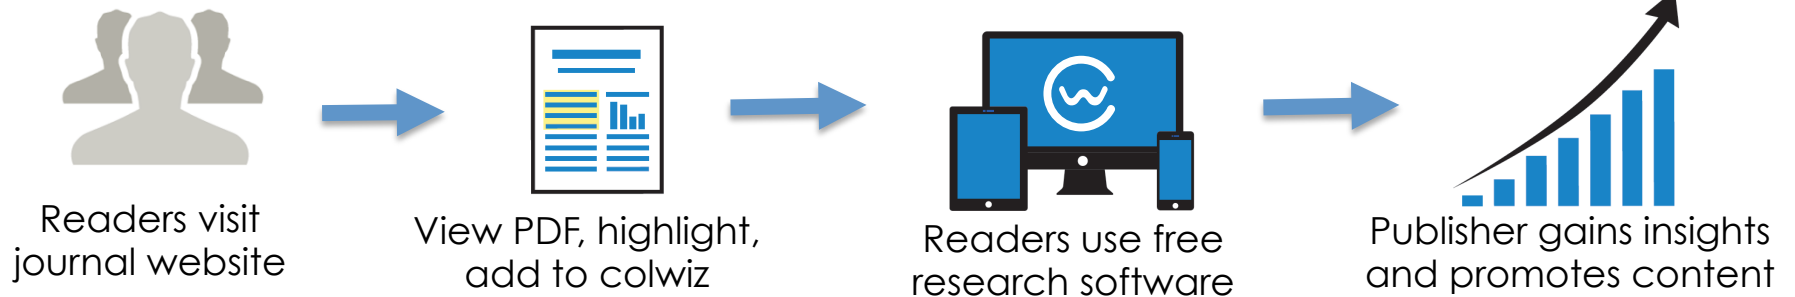 Readers visit
journal website
View PDF, highlight,
add to colwiz
Readers use free
research software
Publisher gains insights
and promotes content